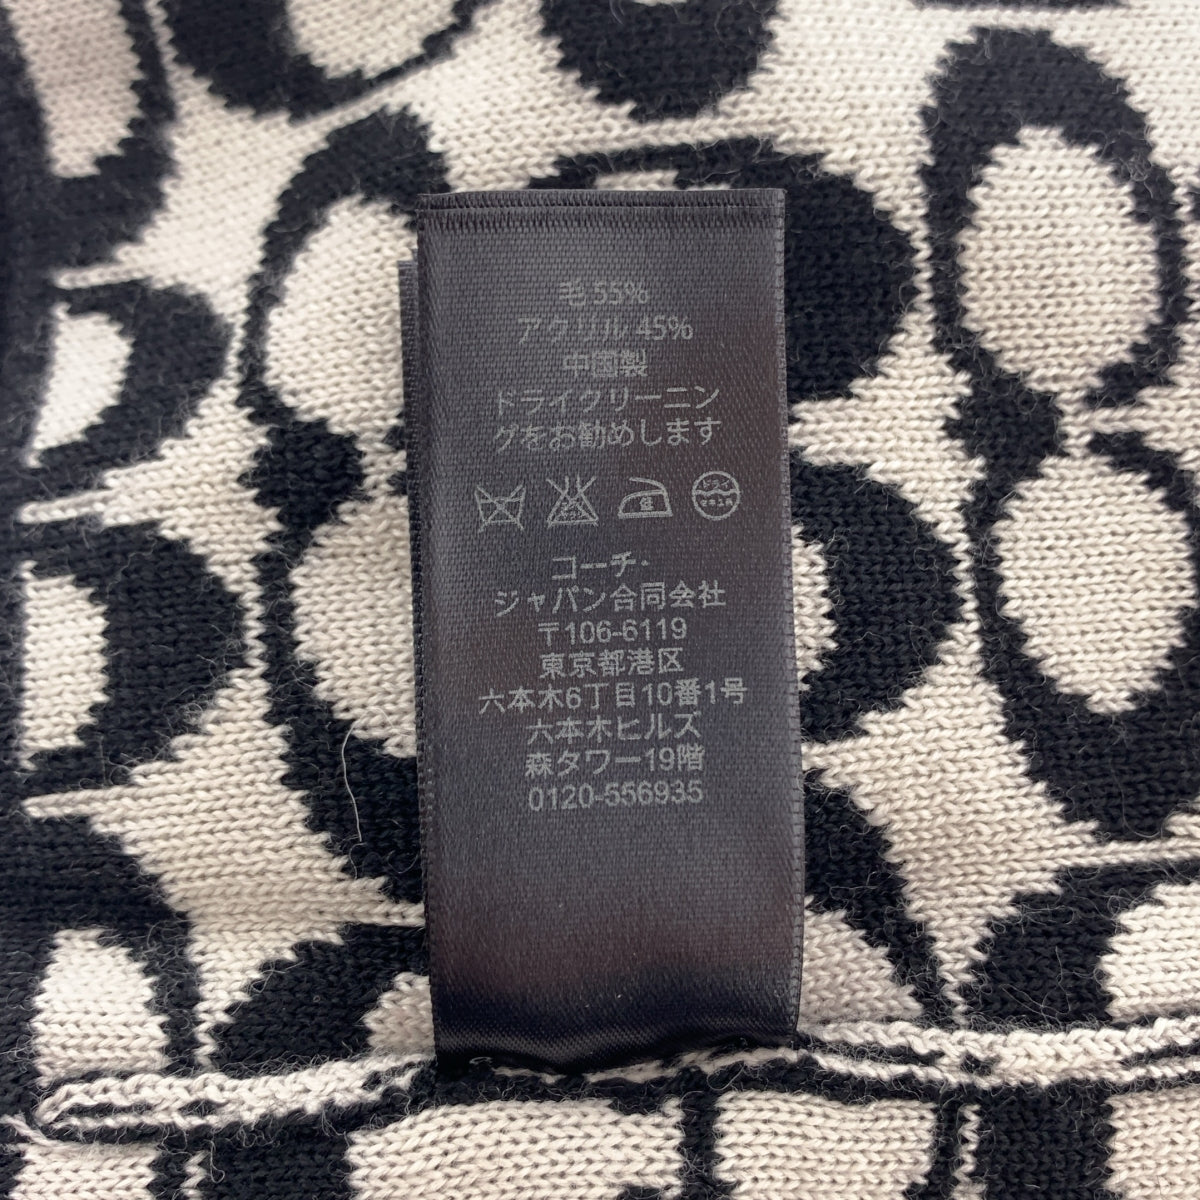 毛 55%
アクリル 45%
中国製
ドライクリーニン
グをお勧めします
ドライ
コーチ・
ジャパン合同会社
〒106-6119
東京都港区
六本木6丁目10番1号
六本木ヒルズ
森タワー19階
0120-556935